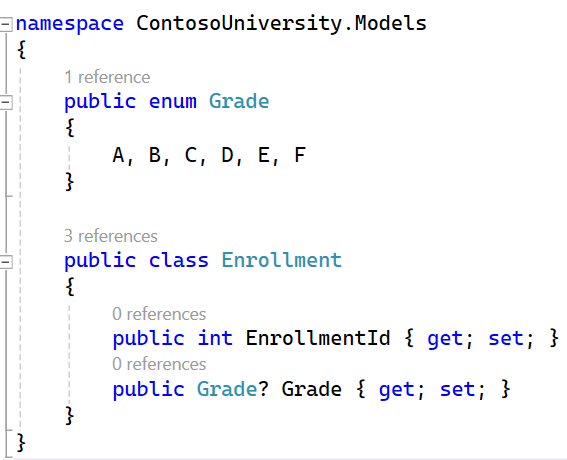 namespace ContosoUniversity.Models
{
1 reference
public enum Grade
{
A, B, C, D, E, F
}
3 references
public class Enrollment
{
0 references
public int EnrollmentId { get; set; }
0 references
public Grade? Grade { get; set; }
}
}